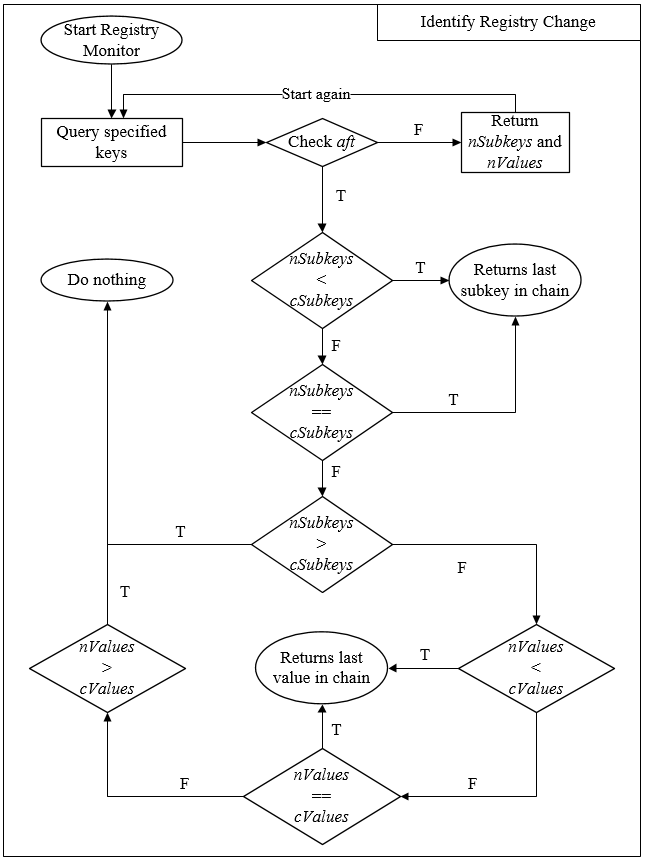 Identify Registry Change
Start Registry
Monitor
Start again
Query specified
keys
Check aft
F
Return
nSubkeys and
nValues
T
Do nothing
nSubkeys
<
cSubkeys
T
Returns last
subkey in chain
F
nSubkeys
==
cSubkeys
T
F
nSubkeys
>
cSubkeys
T
F
T
nValues
>
cValues
Returns last
value in chain
T
nValues
<
cValues
T
nValues
==
cValues
F
F